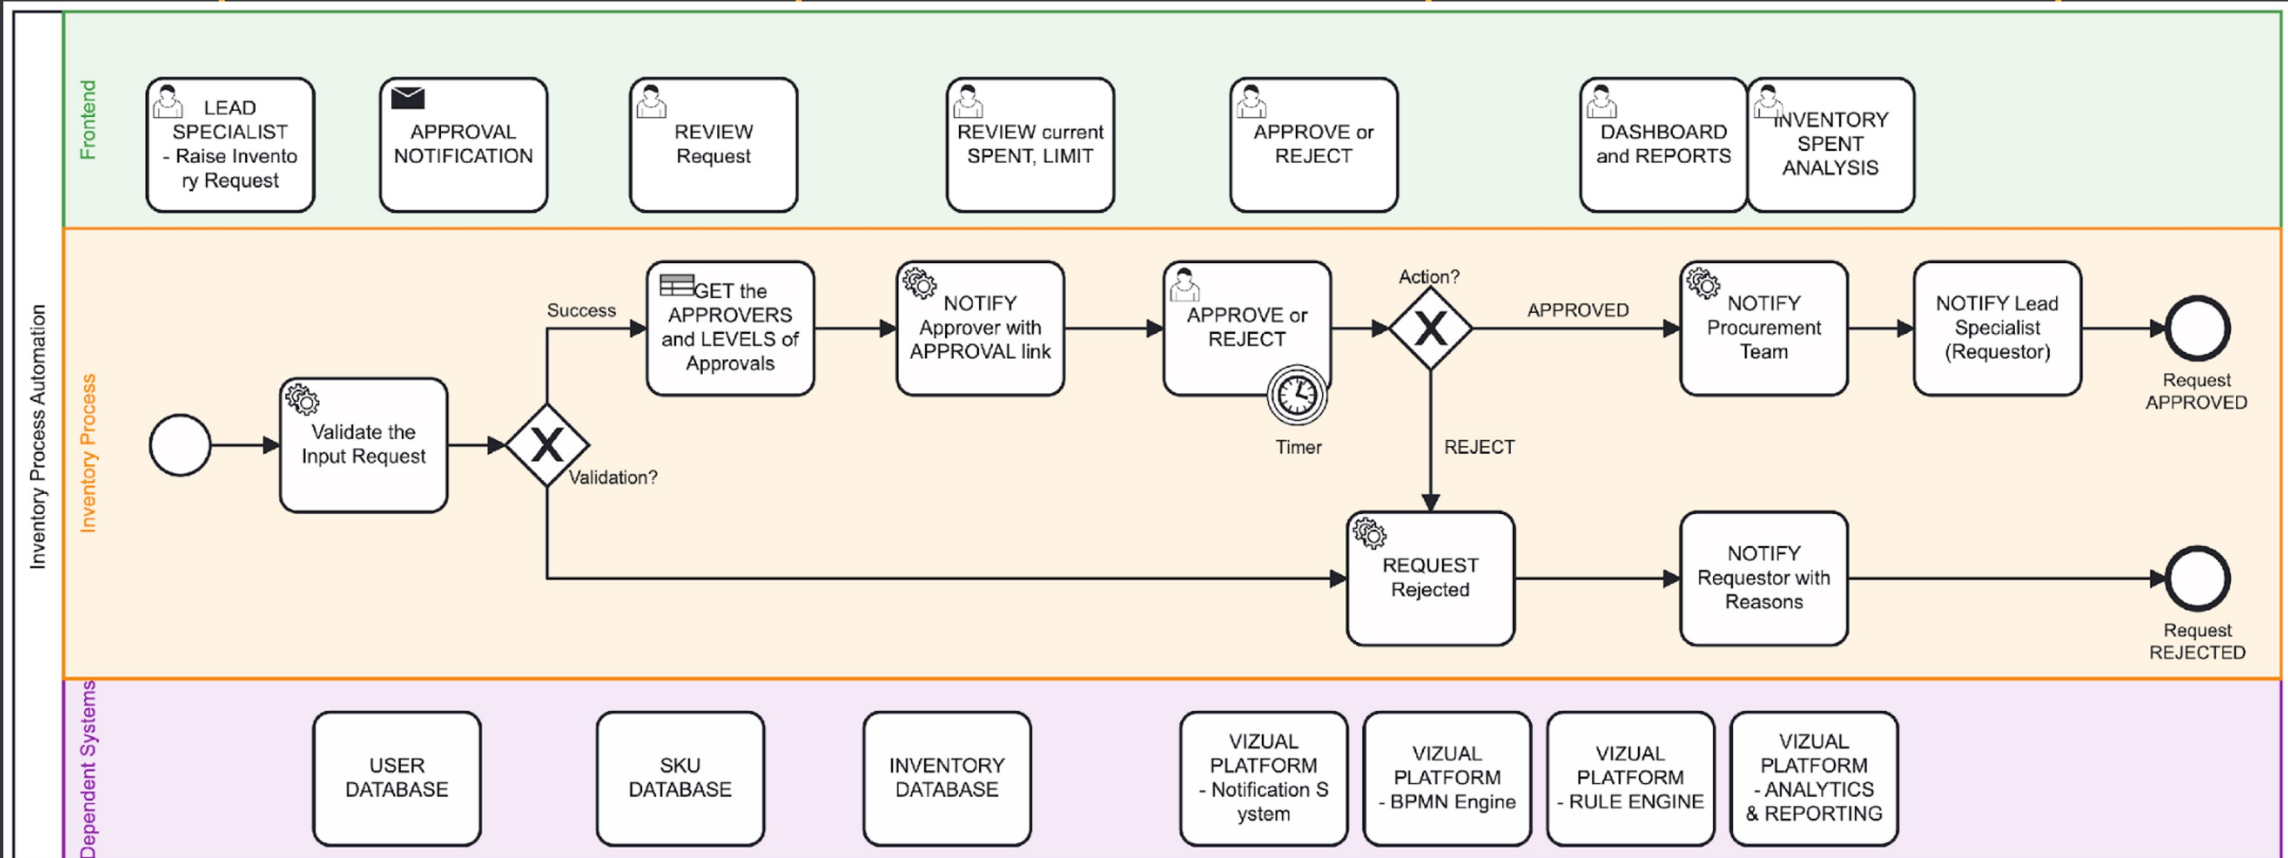 Inventory Process Automation
Frontend
LEAD
SPECIALIST
- Raise Invento
ry Request
APPROVAL
NOTIFICATION
REVIEW
Request
REVIEW current
SPENT, LIMIT
APPROVE or
REJECT
DASHBOARD
and REPORTS
INVENTORY
SPENT
ANALYSIS
Inventory Process
Validate the
Input Request
Validation?
Success
GET the
APPROVERS
and LEVELS of
Approvals
NOTIFY
Approver with
APPROVAL link
APPROVE or
REJECT
Timer
Action?
APPROVED
REJECT
NOTIFY
Procurement
Team
NOTIFY Lead
Specialist
(Requestor)
Request
APPROVED
REQUEST
Rejected
NOTIFY
Requestor with
Reasons
Request
REJECTED
Dependent Systems
USER
DATABASE
SKU
DATABASE
INVENTORY
DATABASE
VIZUAL
PLATFORM
- Notification S
ystem
VIZUAL
PLATFORM
- BPMN Engine
VIZUAL
PLATFORM
- RULE ENGINE
VIZUAL
PLATFORM
- ANALYTICS
& REPORTING